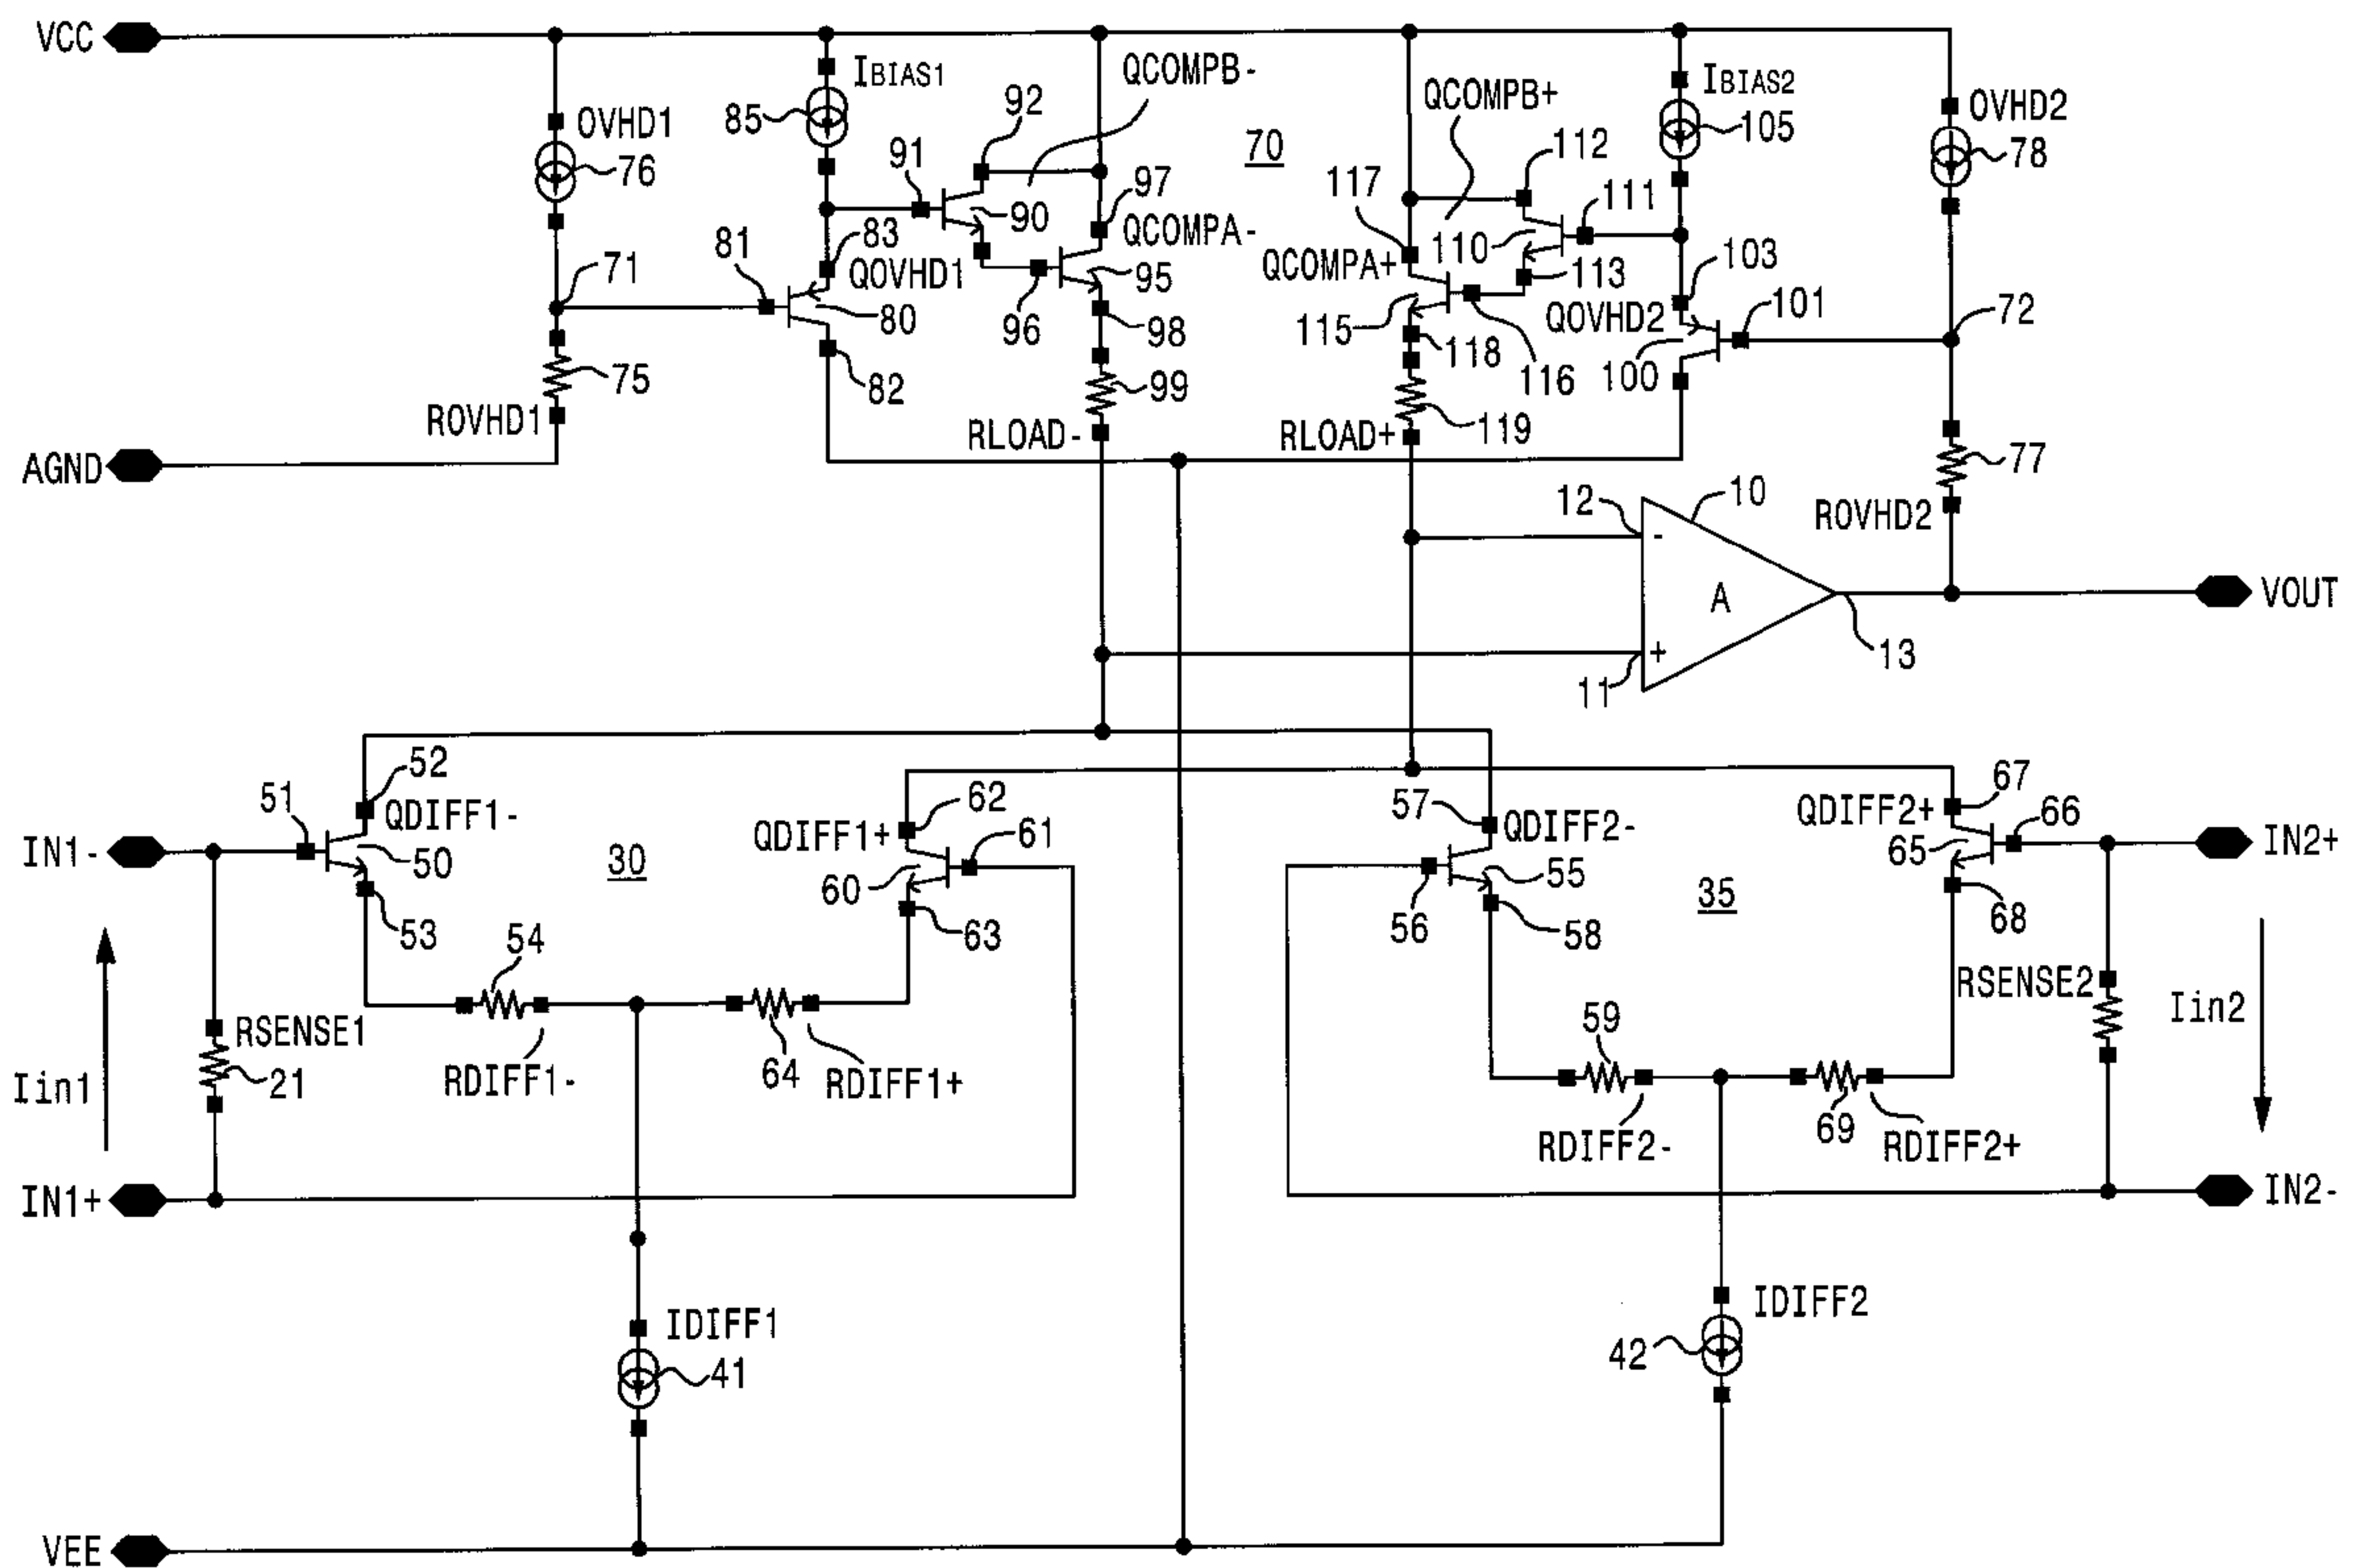 VCC
IBIAS1
QCOMPB-
IBIAS2
OVHD2
92
QCOMPB+
85
105
OVHD1
78
70
112
76
91
117
111
97
90
110
83
QCOMPA-
81
QCOMPA+
113
103
71
QOVHD1
95
101
QOVHD2
72
80
96
98
115
118
116
100
75
82
99
119
ROVHD1
RLOAD-
RLOAD+
AGND
77
12
10
ROVHD2
-
A
VOUT
+
13
11
52
67
51
QDIFF1-
62
57
QDIFF2+
66
IN1-
50
QDIFF1+
61
QDIFF2-
65
IN2+
30
60
55
35
53
63
56
58
68
54
RSENSE2
Iin2
RSENSE1
59
Iin1
21
RDIFF1-
64
RDIFF1+
69
RDIFF2-
RDIFF2+
IN1+
IN2-
IDIFF1
IDIFF2
41
42
VEE